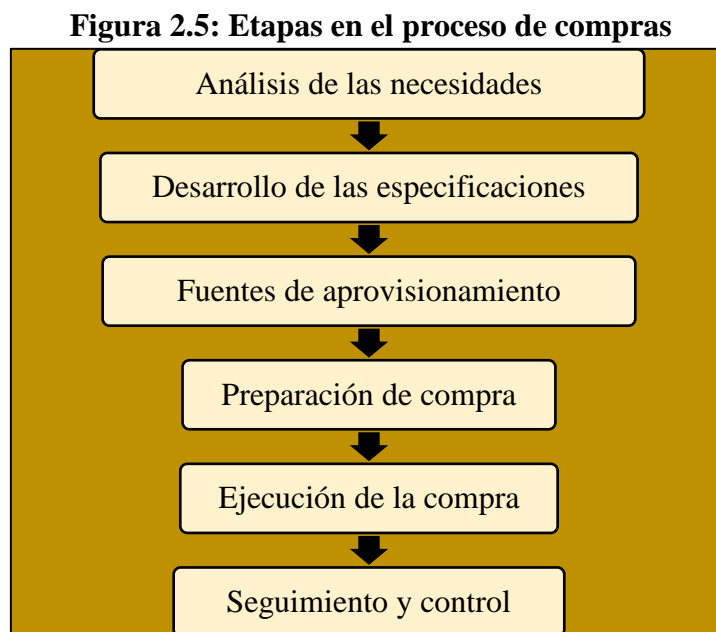 Figura 2.5: Etapas en el proceso de compras
Análisis de las necesidades
Desarrollo de las especificaciones
Fuentes de aprovisionamiento
Preparación de compra
Ejecución de la compra
Seguimiento y control